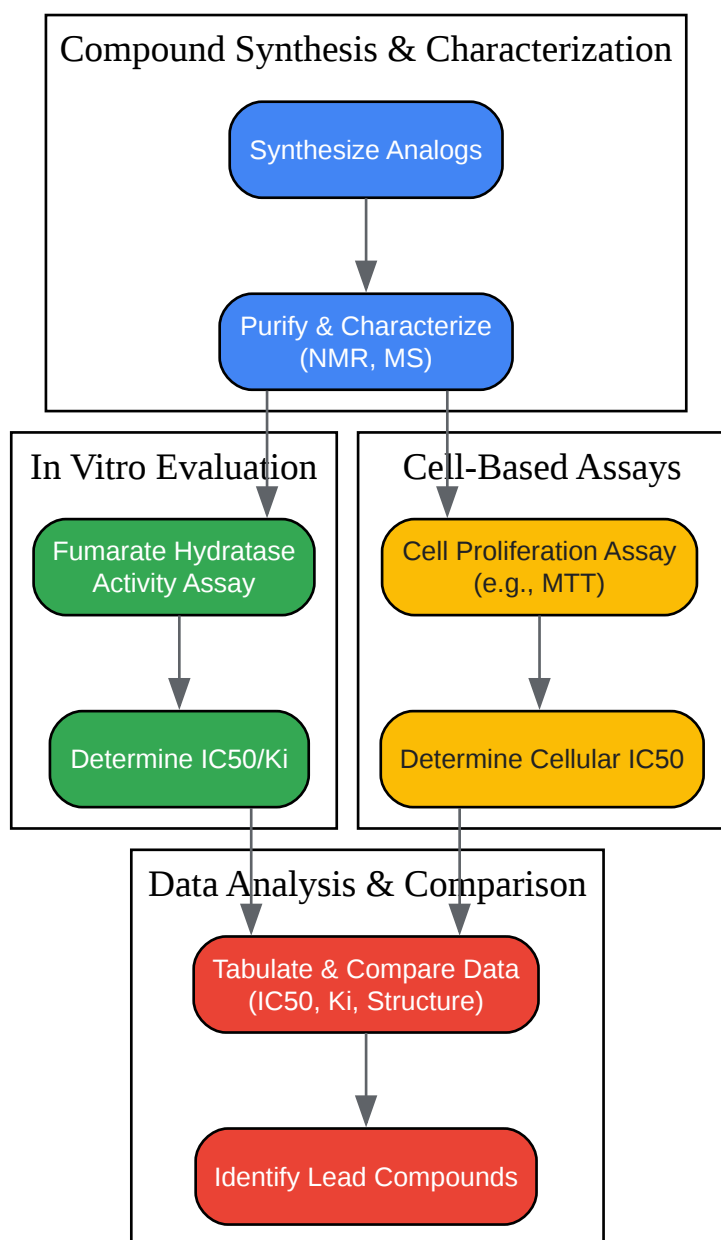 Compound Synthesis & Characterization
Synthesize Analogs
Purify & Characterize
(NMR, MS)
In Vitro Evaluation
Fumarate Hydratase
Activity Assay
Determine IC50/Ki
Cell-Based Assays
Cell Proliferation Assay
(e.g., MTT)
Determine Cellular IC50
Data Analysis & Comparison
Tabulate & Compare Data
(IC50, Ki, Structure)
Identify Lead Compounds